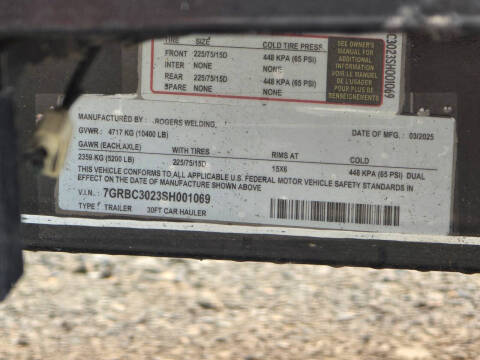 TIRE SIZE COLD TIRE PRESS.
FRONT 225/75/15D 448 KPA (65 PSI)
INTER NONE NONE
REAR 225/75/15D 448 KPA (65 PSI)
SPARE NONE NONE
SEE OWNER'S
MANUAL FOR
ADDITIONAL
INFORMATION
VOIR LE MANUEL
DE L'USAGER
POUR PLUS
DE RENSEIGNEMENTS
C3023SH001069
MANUFACTURED BY: .ROGERS WELDING, DATE OF MFG. 03/2025
GVWR: 4717 KG (10400 LB)
GAWR (EACH,AXLE) WITH TIRES RIMS AT COLD
2359 KG (5200 LB) 225/75/15D 15X6 448 KPA (65 PSI) DUAL
THIS VEHICLE CONFORMS TO ALL APPLICABLE U.S. FEDERAL MOTOR VEHICLE SAFETY STANDARDS IN
EFFECT ON THE DATE OF MANUFACTURE SHOWN ABOVE
V.I.N.: 7GRBC3023SH001069
TYPE: TRAILER 30FT CAR HAULER